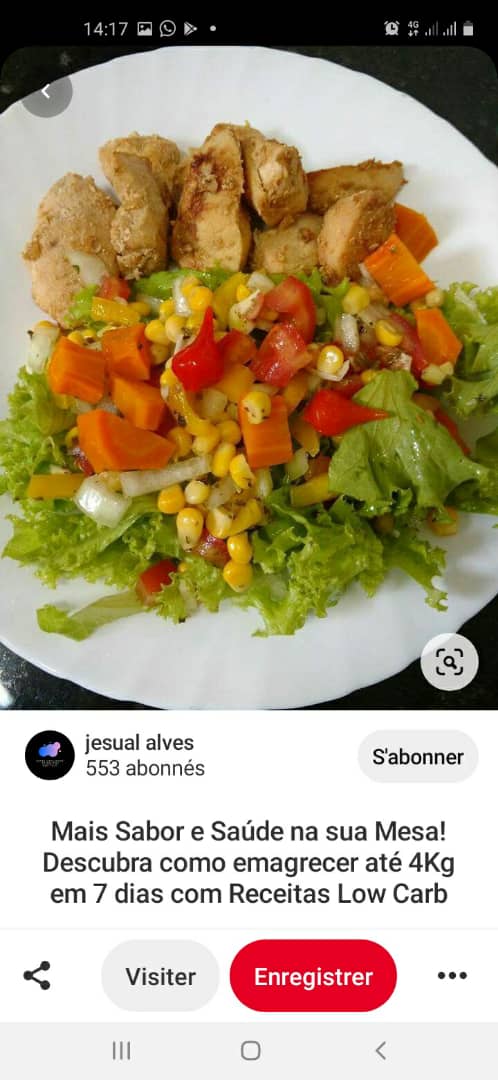 14:17
4G
jesual alves
553 abonnés
S'abonner
Mais Sabor e Saúde na sua Mesa!
Descubra como emagrecer até 4Kg
em 7 dias com Receitas Low Carb
Visiter
Enregistrer